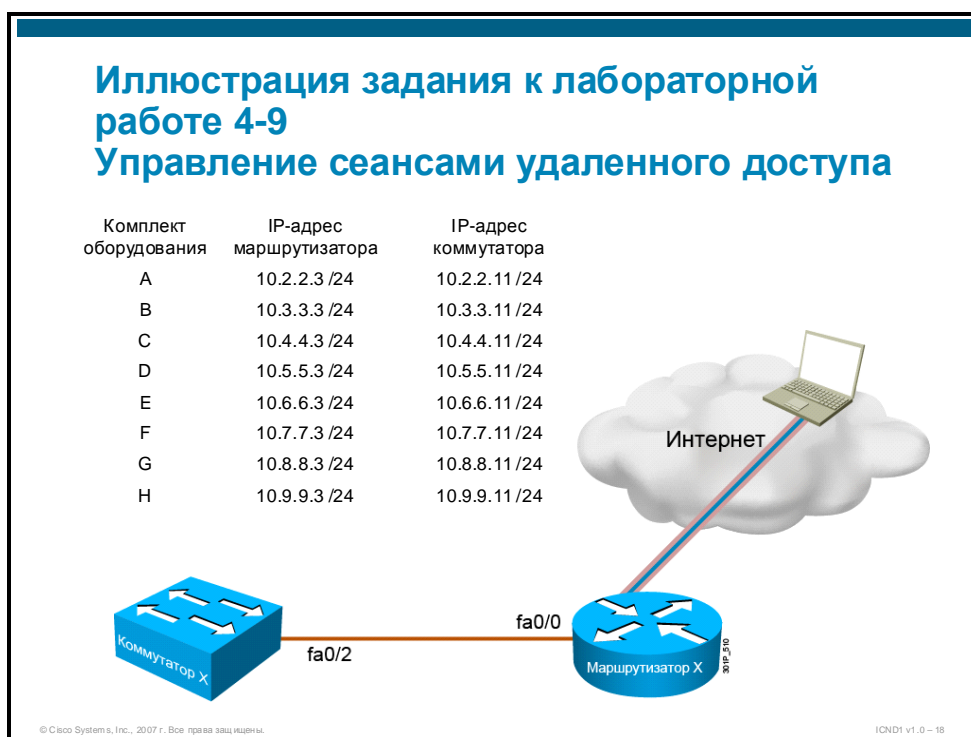 Иллюстрация задания к лабораторной
работе 4-9
Управление сеансами удаленного доступа
Комплект оборудования IP-адрес маршрутизатора IP-адрес коммутатора
A 10.2.2.3 /24 10.2.2.11 /24
B 10.3.3.3 /24 10.3.3.11 /24
C 10.4.4.3 /24 10.4.4.11 /24
D 10.5.5.3 /24 10.5.5.11 /24
E 10.6.6.3 /24 10.6.6.11 /24
F 10.7.7.3 /24 10.7.7.11 /24
G 10.8.8.3 /24 10.8.8.11 /24
H 10.9.9.3 /24 10.9.9.11 /24
Интернет
fa0/0
Коммутатор X
fa0/2
Маршрутизатор X
301P_510
© Cisco Systems, Inc., 2007 г. Все права защищены.
ICND1 v1.0 – 18